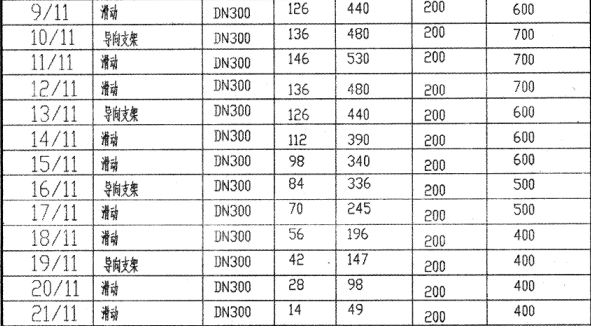 9/11 滑动 DN300 126 440 200 600
10/11 导向支架 DN300 136 480 200 700
11/11 滑动 DN300 146 530 200 700
12/11 滑动 DN300 136 480 200 700
13/11 导向支架 DN300 126 440 200 600
14/11 滑动 DN300 112 390 200 600
15/11 滑动 DN300 98 340 200 600
16/11 导向支架 DN300 84 336 200 500
17/11 滑动 DN300 70 245 200 500
18/11 滑动 DN300 56 196 200 400
19/11 导向支架 DN300 42 147 200 400
20/11 滑动 DN300 28 98 200 400
21/11 滑动 DN300 14 49 200 400